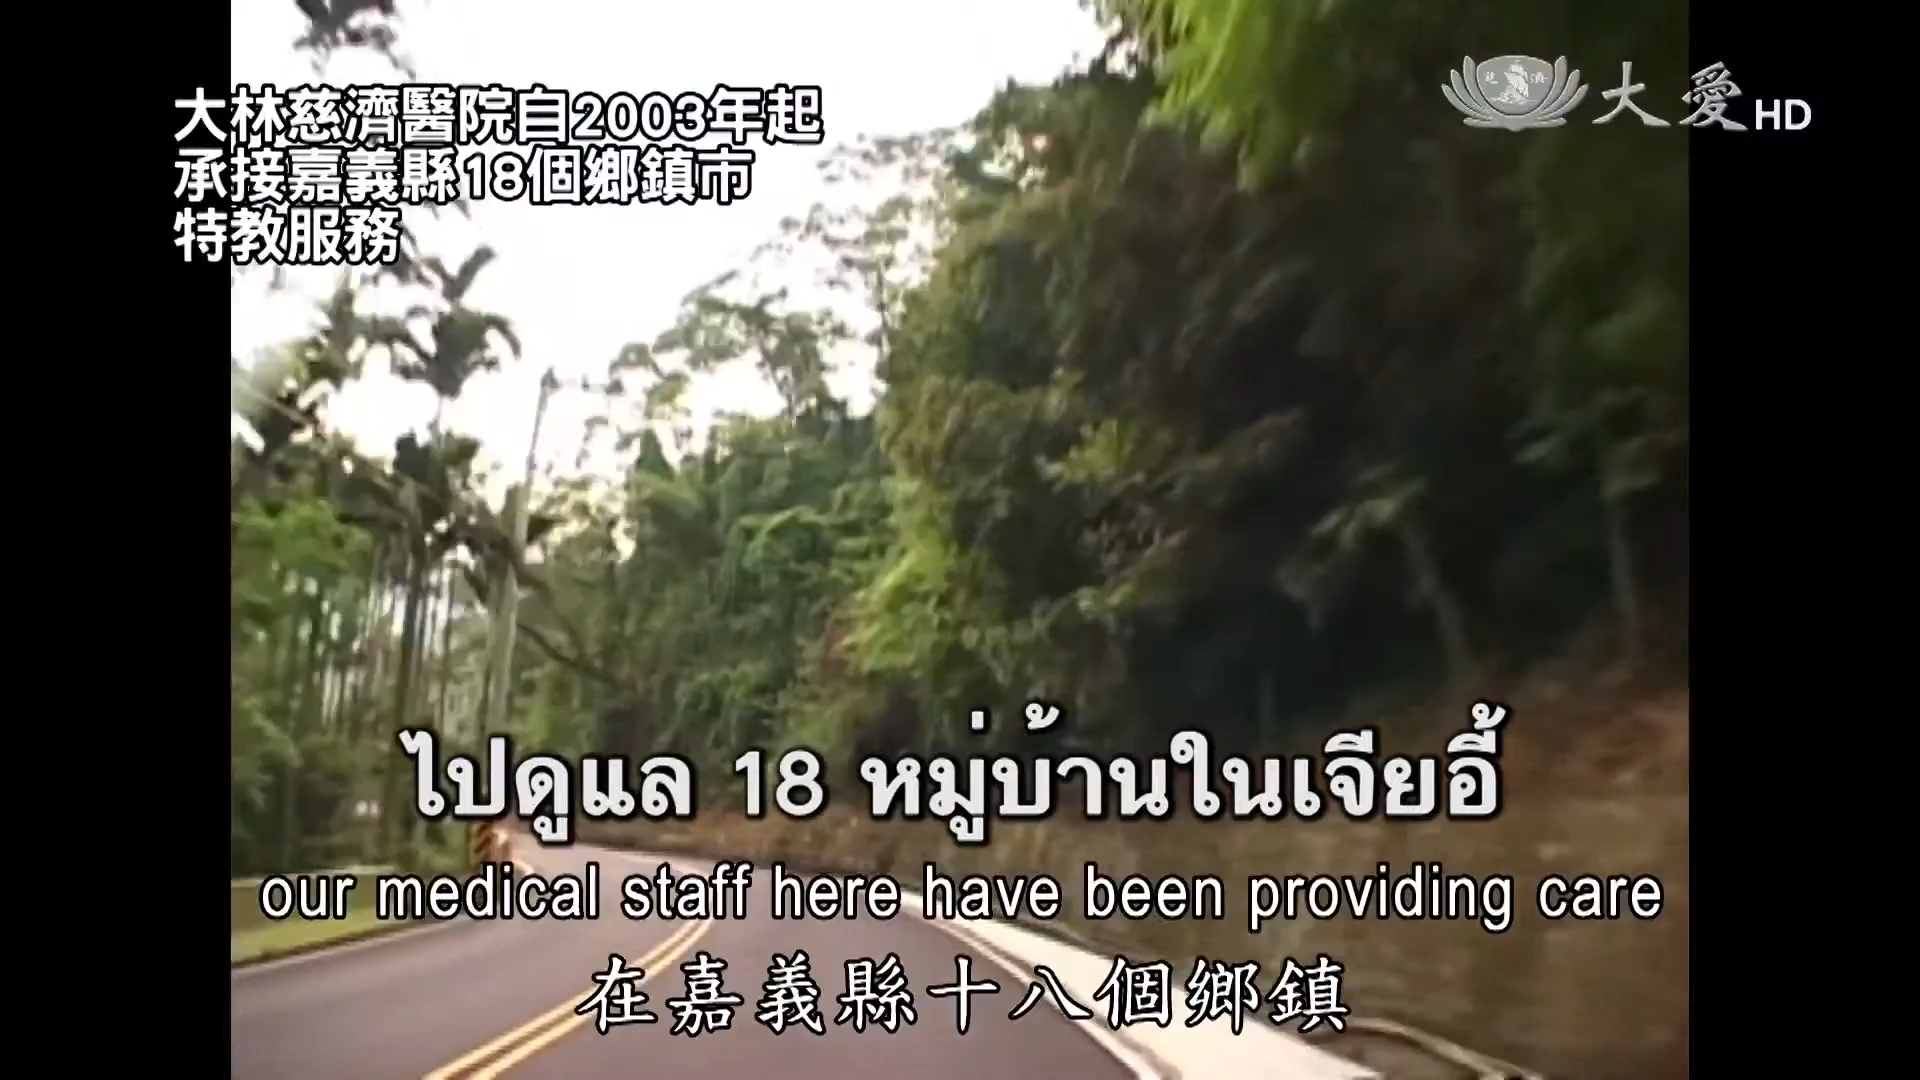 大林慈濟醫院自2003年起
承接嘉義縣18個鄉鎮市
特教服務
大愛HD
ไปดูแล 18 หมู่บ้านในเจียอี้
our medical staff here have been providing care
在嘉義縣十八個鄉鎮